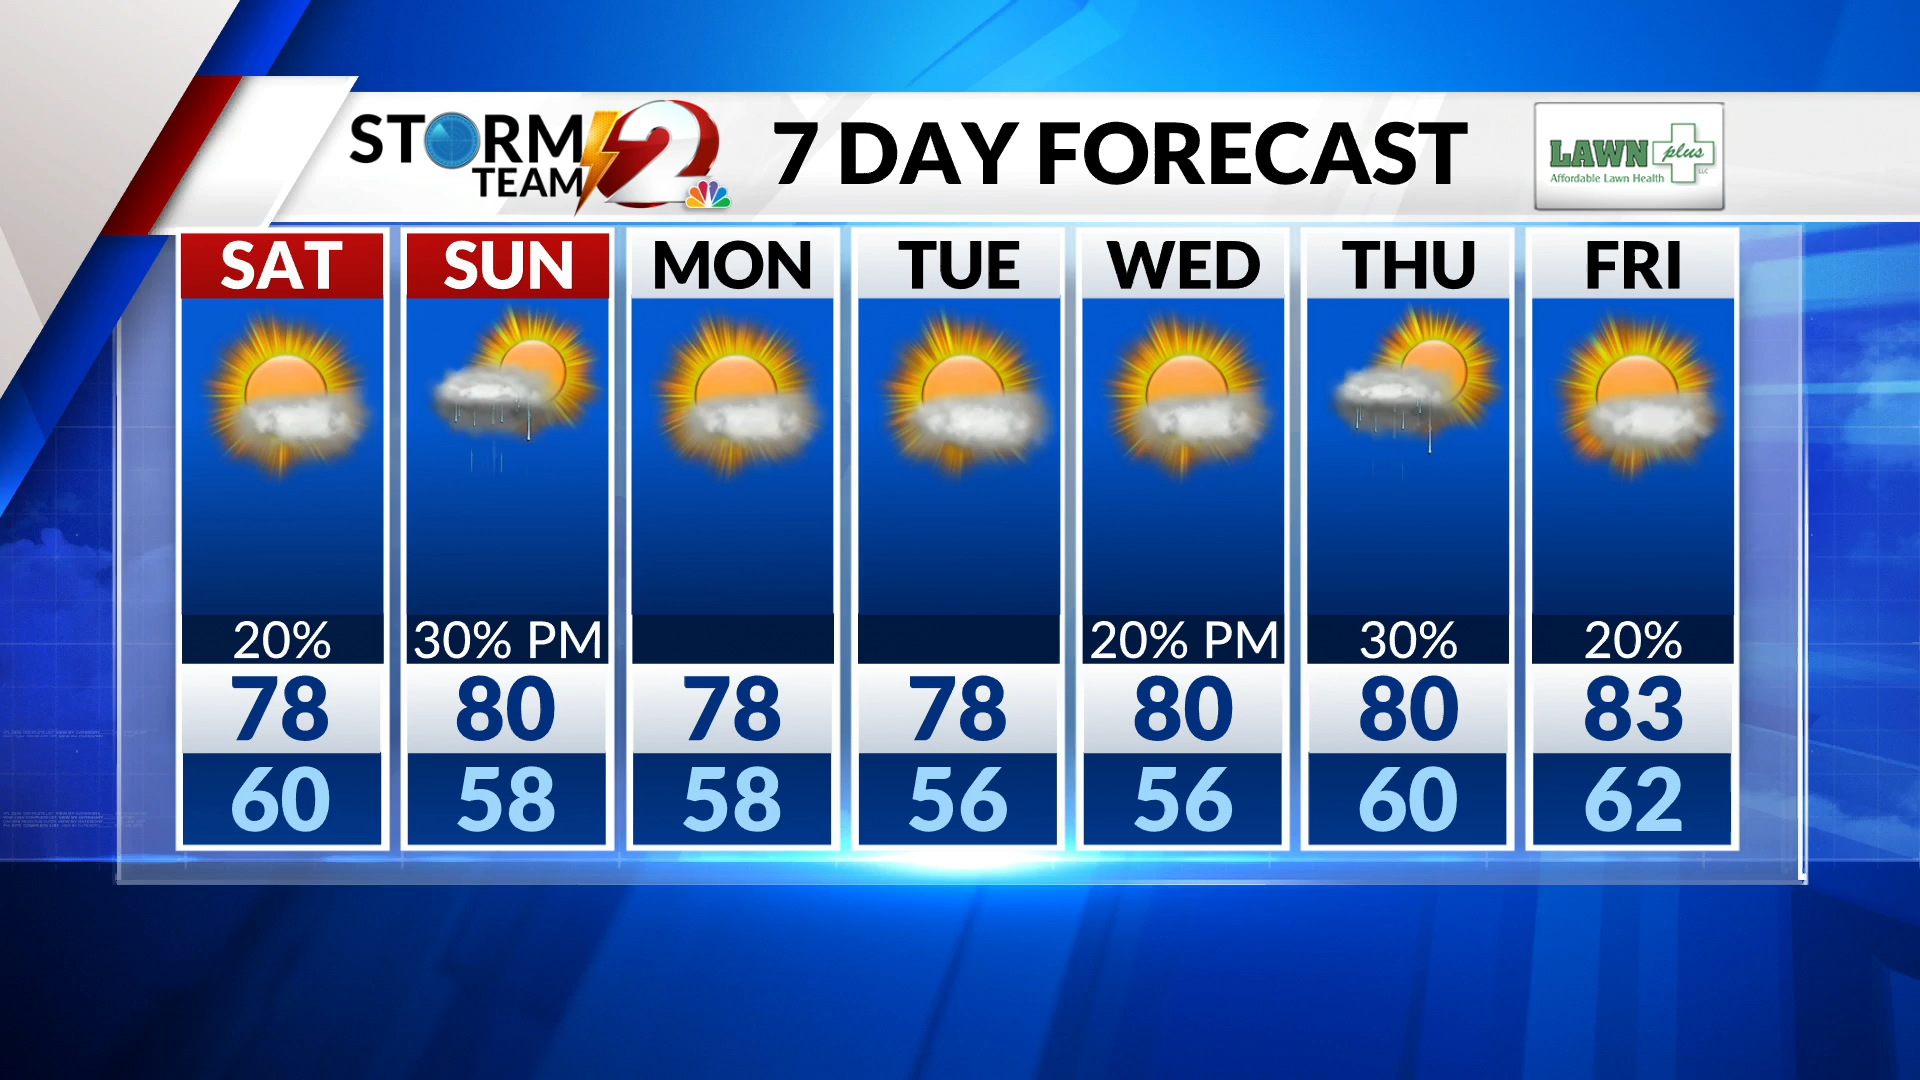 STORM
TEAM
2
7 DAY FORECAST
LAWN plus
LLC
Affordable Lawn Health
SAT SUN MON TUE WED THU FRI
20% 30% PM 20% PM 30% 20%
78 80 78 78 80 80 83
60 58 58 56 56 60 62